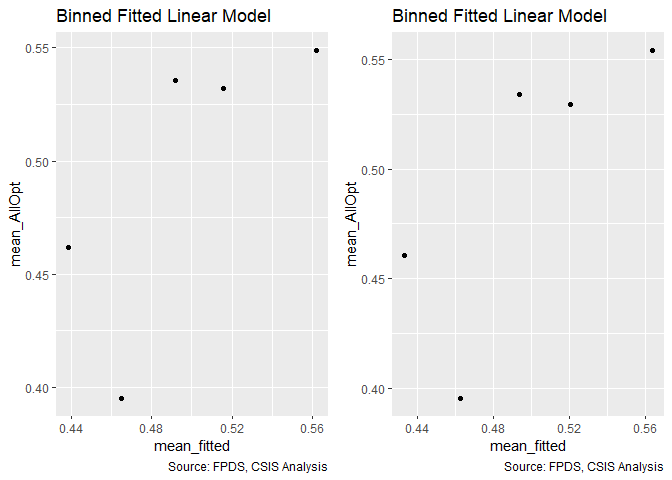 Binned Fitted Linear Model
0.55
0.50
0.45
0.40
mean_AllOpt
0.44 0.48 0.52 0.56
mean_fitted
Source: FPDS, CSIS Analysis
Binned Fitted Linear Model
0.55
0.50
0.45
0.40
mean_AllOpt
0.44 0.48 0.52 0.56
mean_fitted
Source: FPDS, CSIS Analysis